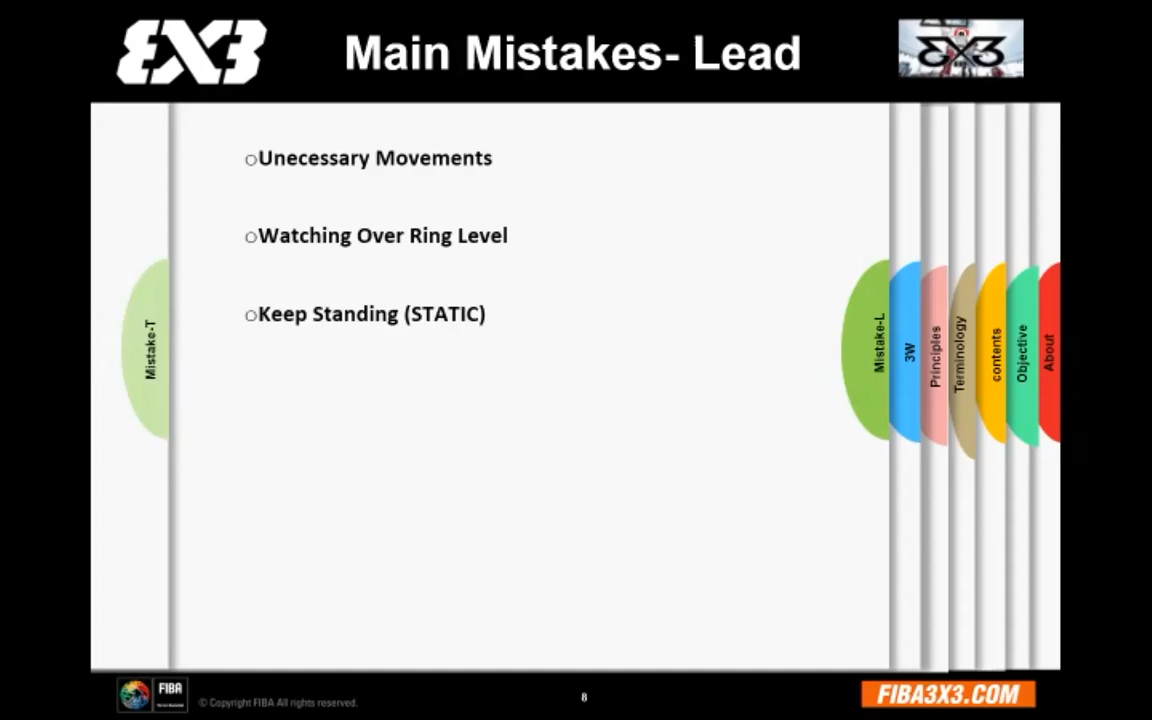 3X3
Main Mistakes- Lead
3X3
Unecessary Movements
Watching Over Ring Level
Keep Standing (STATIC)
Mistake-T
Mistake-L
3W
Principles
Terminology
contents
Objective
About
FIBA
© Copyright FIBA All rights reserved.
8
FIBA3X3.COM